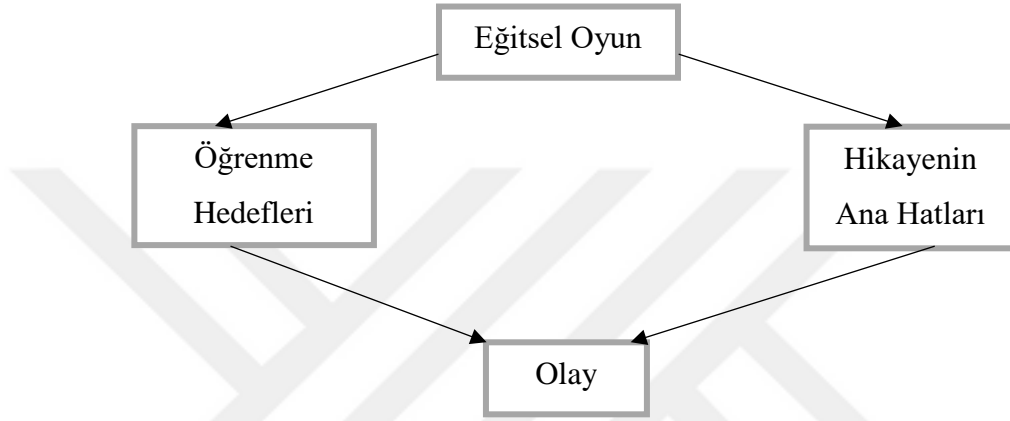 Eğitsel Oyun
Öğrenme
Hedefleri
Hikayenin
Ana Hatları
Olay